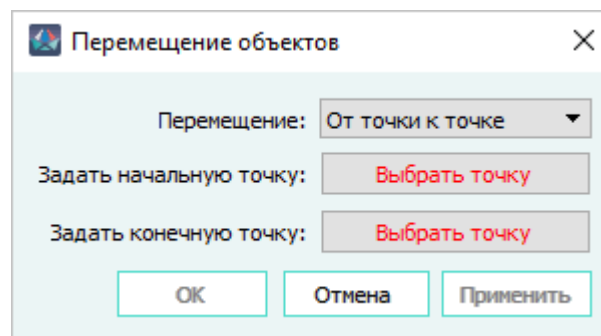 Перемещение объектов
Перемещение: От точки к точке
Задать начальную точку: Выбрать точку
Задать конечную точку: Выбрать точку
ОК Отмена Применить